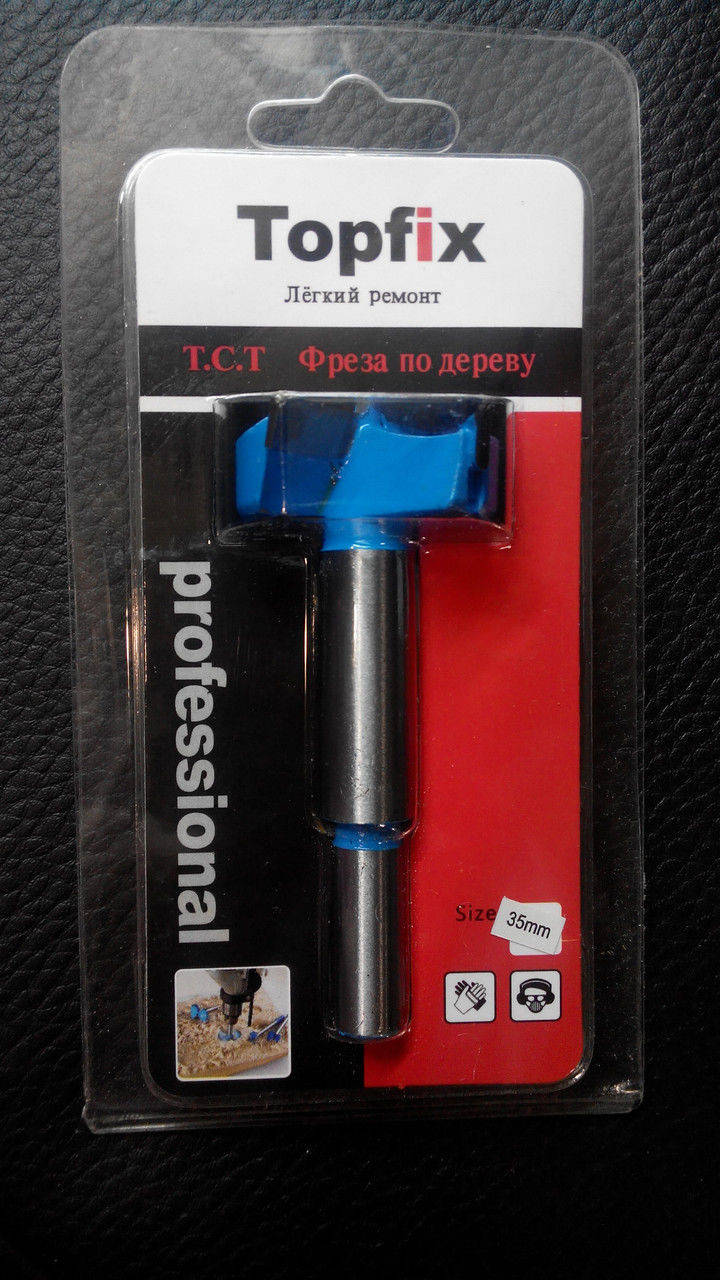 Topfix
Лёгкий ремонт
T.C.T Фреза по дереву
professional
Size
35mm